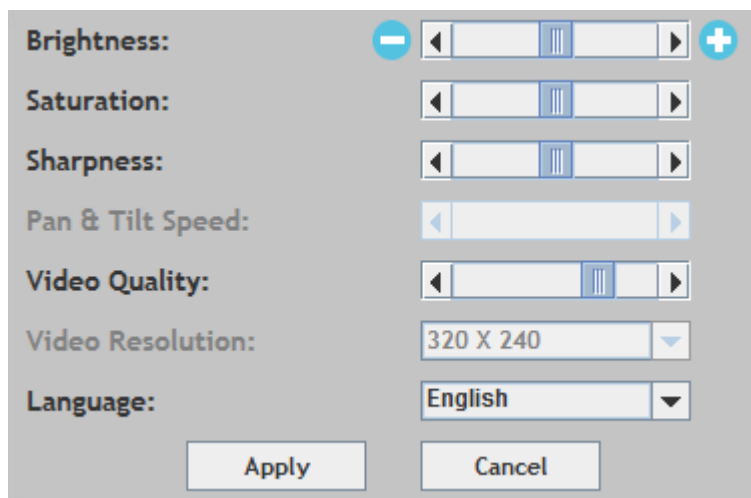 Brightness:
Saturation:
Sharpness:
Pan & Tilt Speed:
Video Quality:
Video Resolution: 320 X 240
Language: English
Apply Cancel